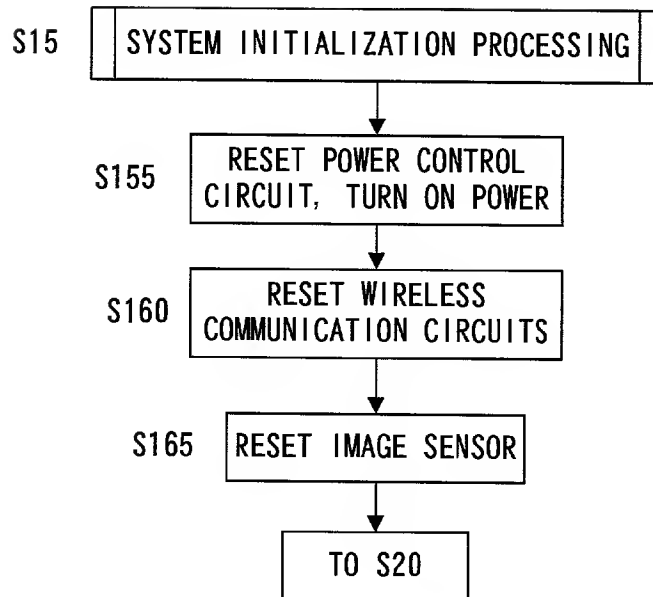 S15 SYSTEM INITIALIZATION PROCESSING
S155 RESET POWER CONTROL
CIRCUIT, TURN ON POWER
S160 RESET WIRELESS
COMMUNICATION CIRCUITS
S165 RESET IMAGE SENSOR
TO S20